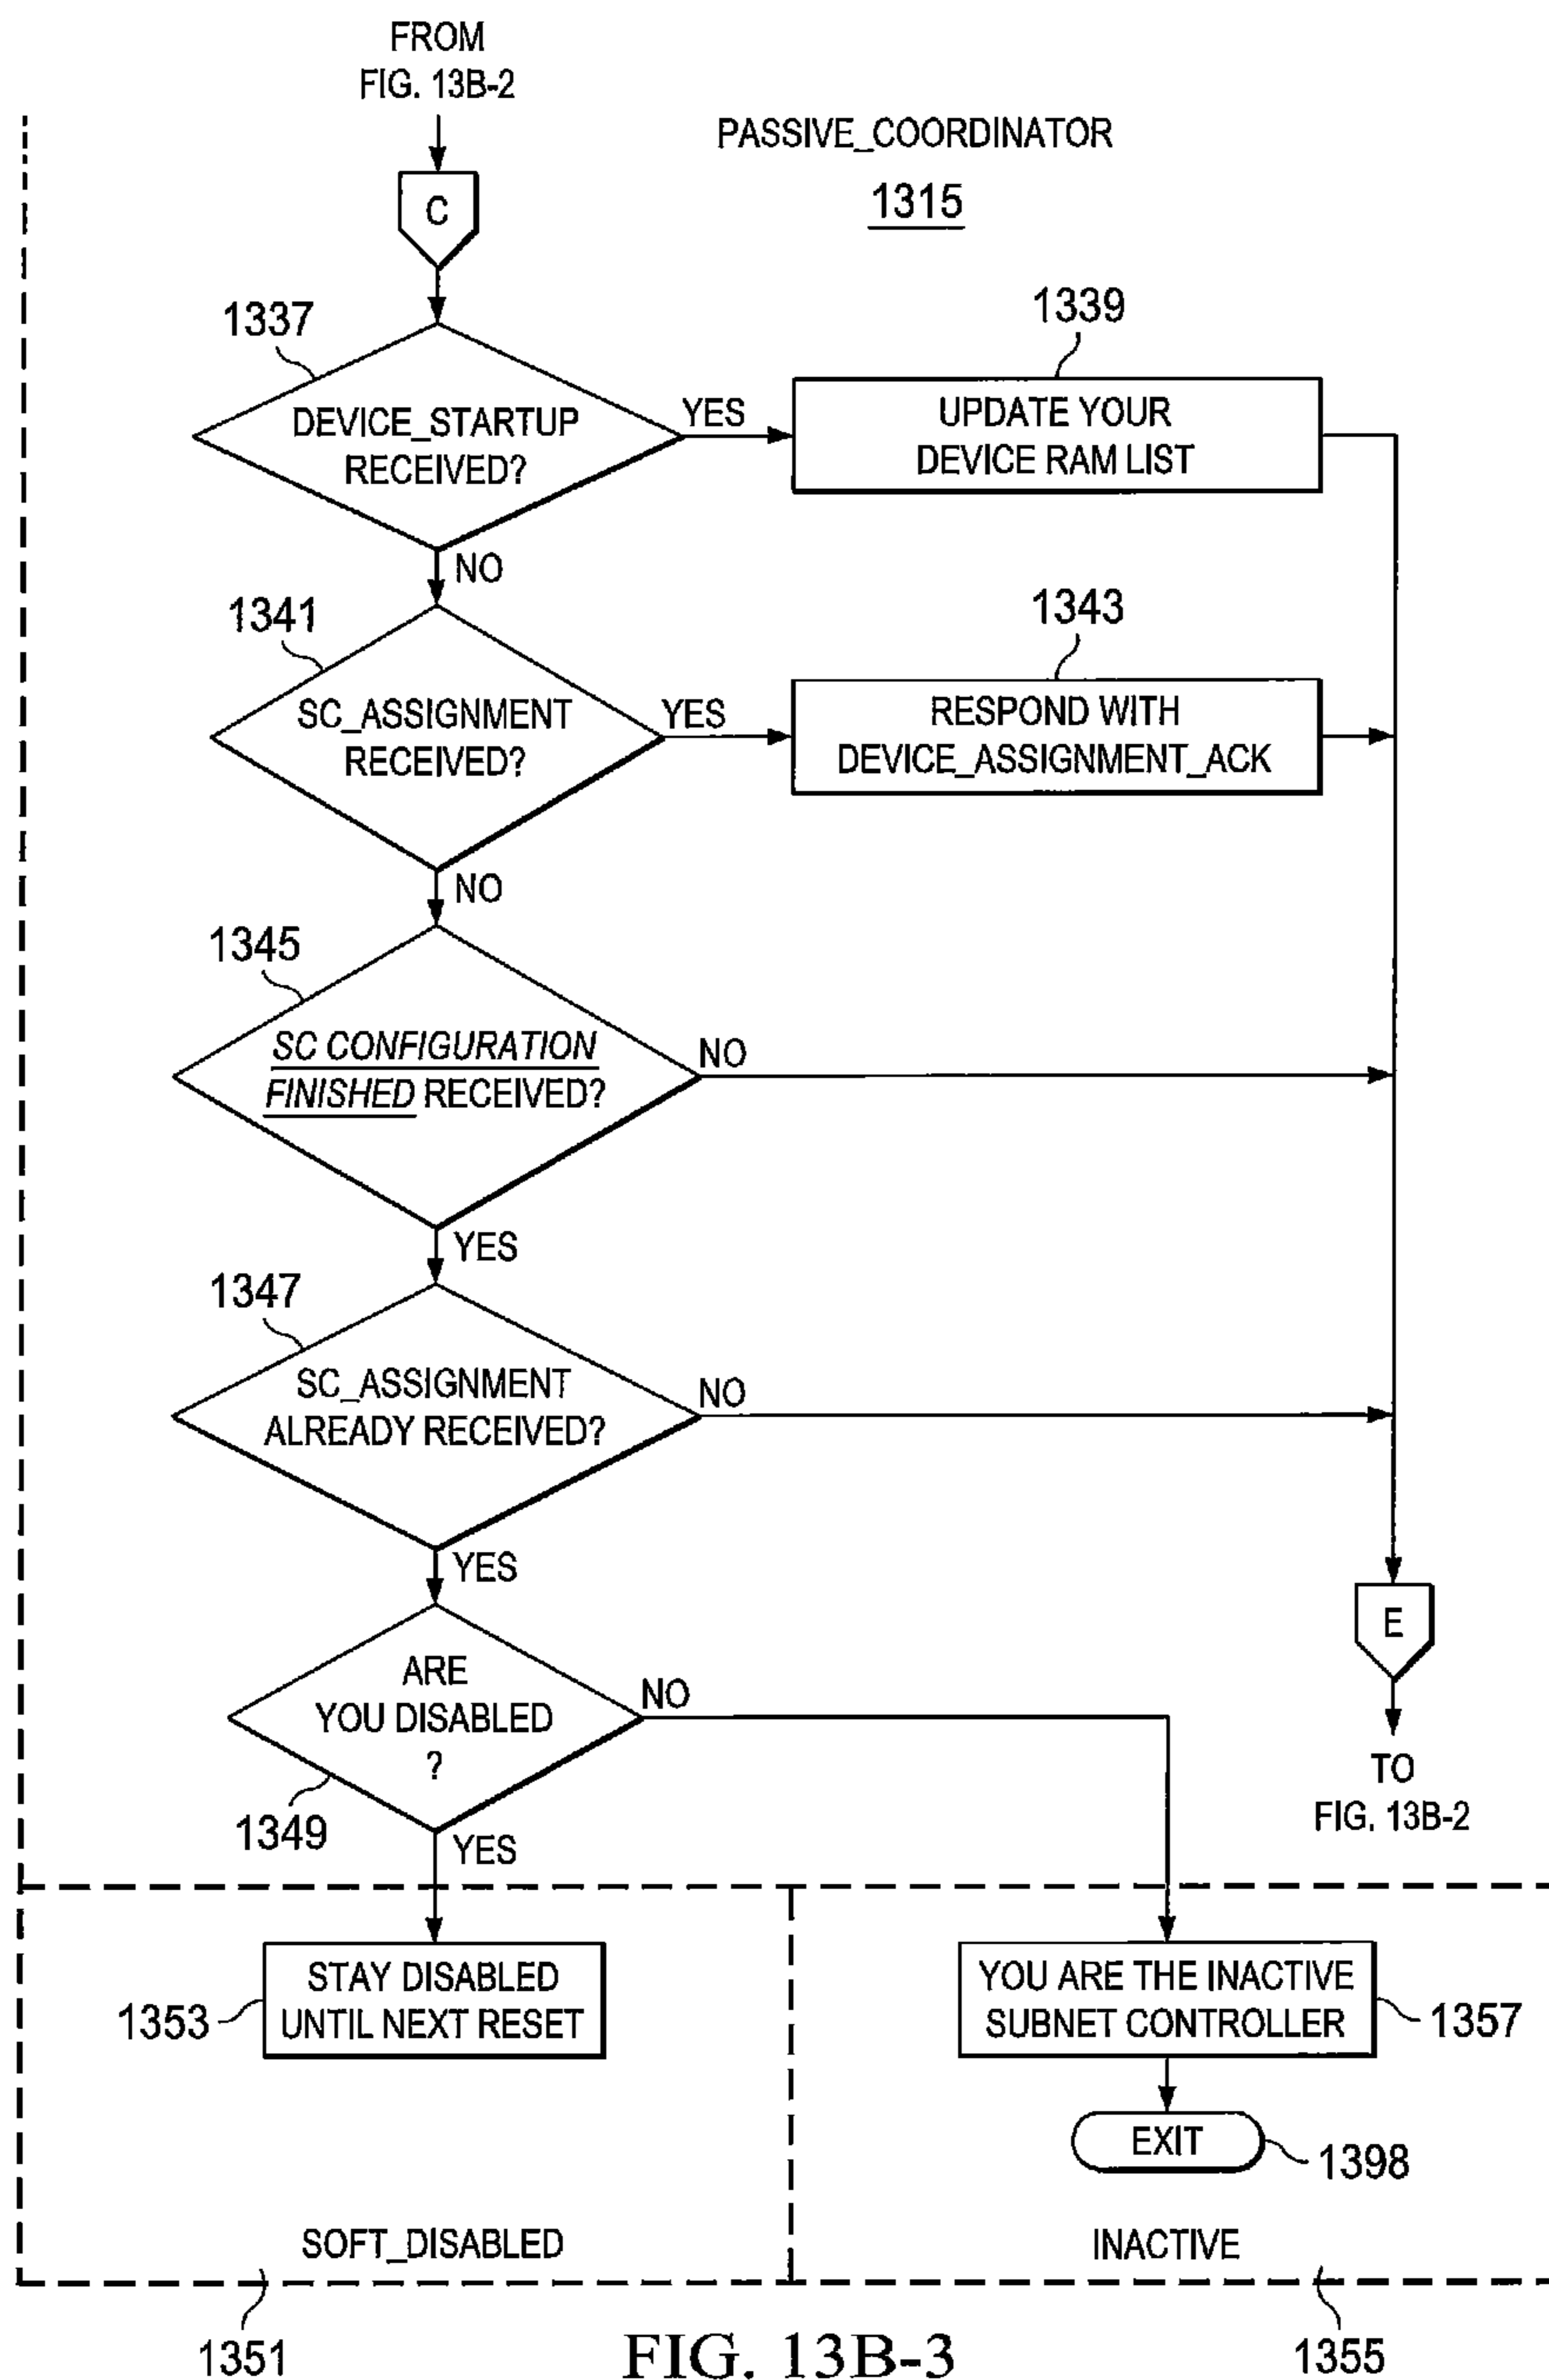 FROM
FIG. 13B-2
PASSIVE_COORDINATOR
1315
C
1337
DEVICE_STARTUP
RECEIVED?
YES
1339
UPDATE YOUR
DEVICE RAM LIST
NO
1341
SC_ASSIGNMENT
RECEIVED?
YES
1343
RESPOND WITH
DEVICE_ASSIGNMENT_ACK
NO
1345
SC CONFIGURATION
FINISHED RECEIVED?
NO
YES
1347
SC_ASSIGNMENT
ALREADY RECEIVED?
NO
YES
E
TO
FIG. 13B-2
ARE
YOU DISABLED
?
NO
1349
YES
STAY DISABLED
UNTIL NEXT RESET
1353
YOU ARE THE INACTIVE
SUBNET CONTROLLER
1357
EXIT
1398
SOFT_DISABLED
INACTIVE
1351
1355
FIG. 13B-3